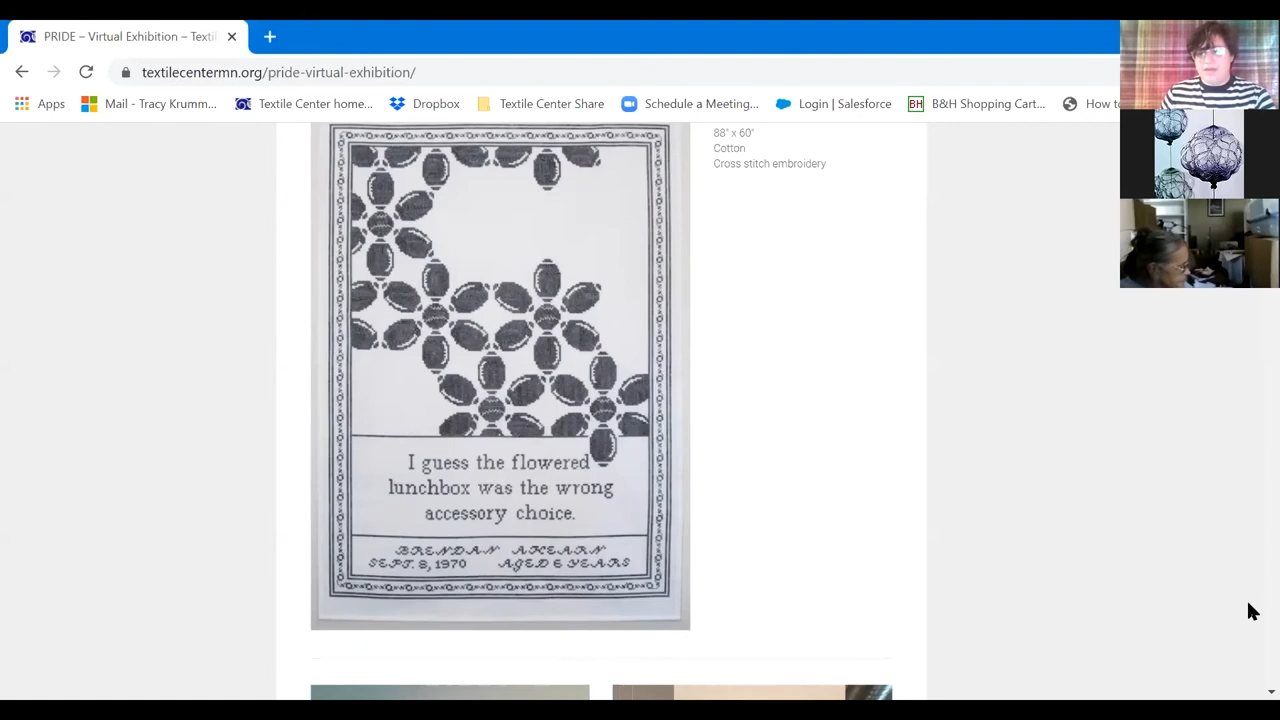 PRIDE – Virtual Exhibition – Texti
textilecentermn.org/pride-virtual-exhibition/
Apps
Mail - Tracy Krumm...
Textile Center home...
Dropbox
Textile Center Share
Schedule a Meeting...
Login | Salesforce
BH
B&H Shopping Cart...
How to
88" x 60"
Cotton
Cross stitch embroidery
I guess the flowered
lunchbox was the wrong
accessory choice.
BRENDAN AHEARN
SEPT. 8, 1970 AGED 6 YEARS